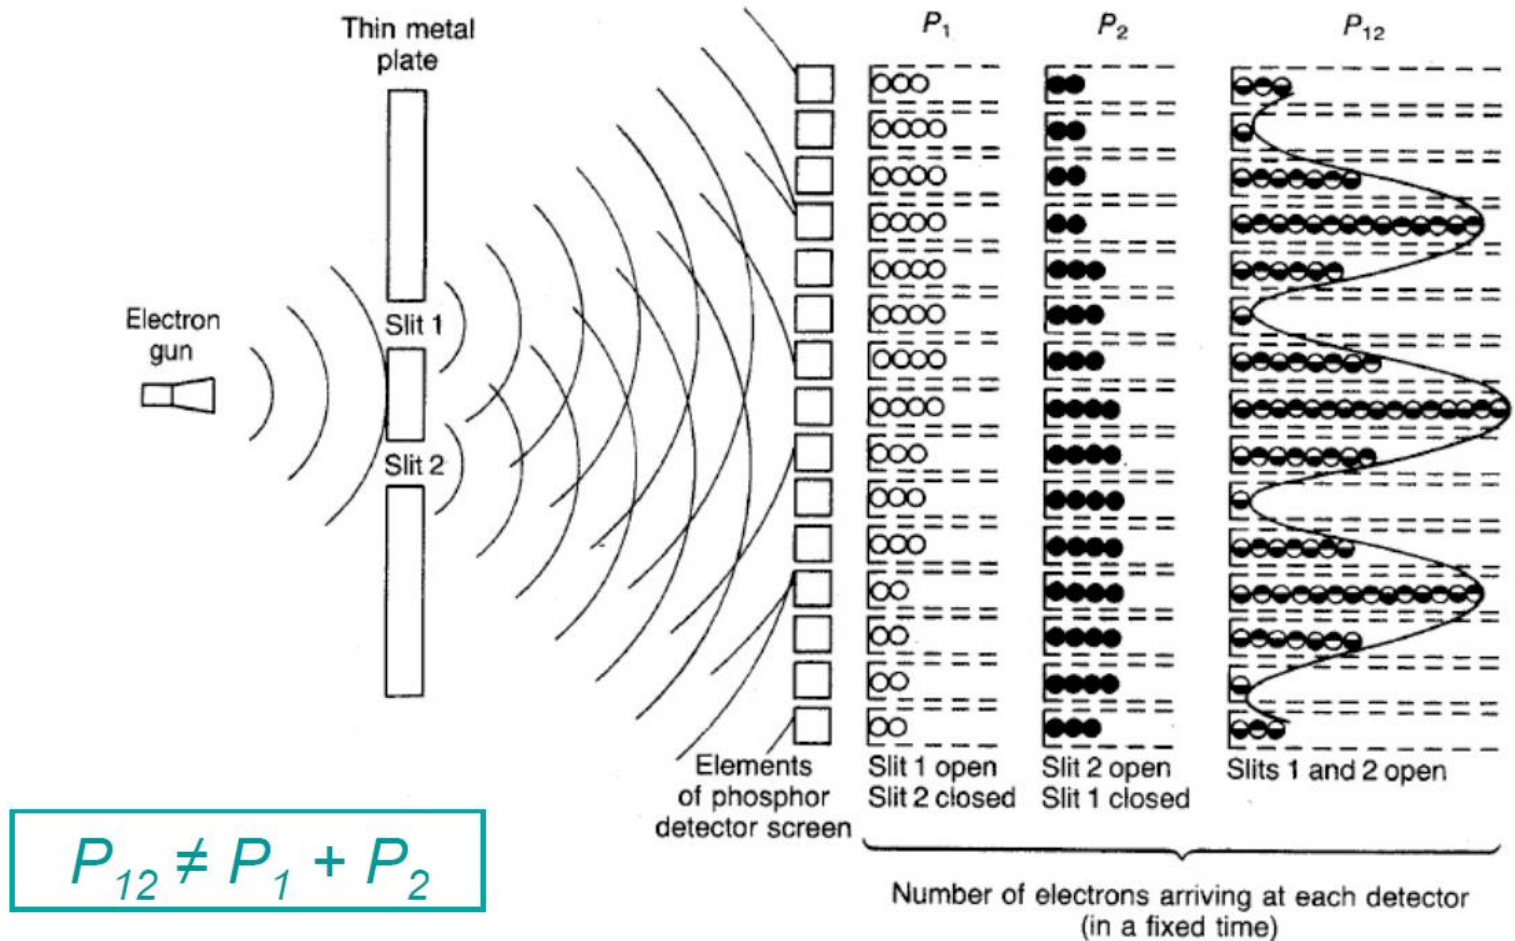 Thin metal
plate
P₁
P₂
P₁₂
Electron
gun
Slit 1
Slit 2
Elements
of phosphor
detector screen
Slit 1 open
Slit 2 closed
Slit 2 open
Slit 1 closed
Slits 1 and 2 open
P₁₂ ≠ P₁ + P₂
Number of electrons arriving at each detector
(in a fixed time)